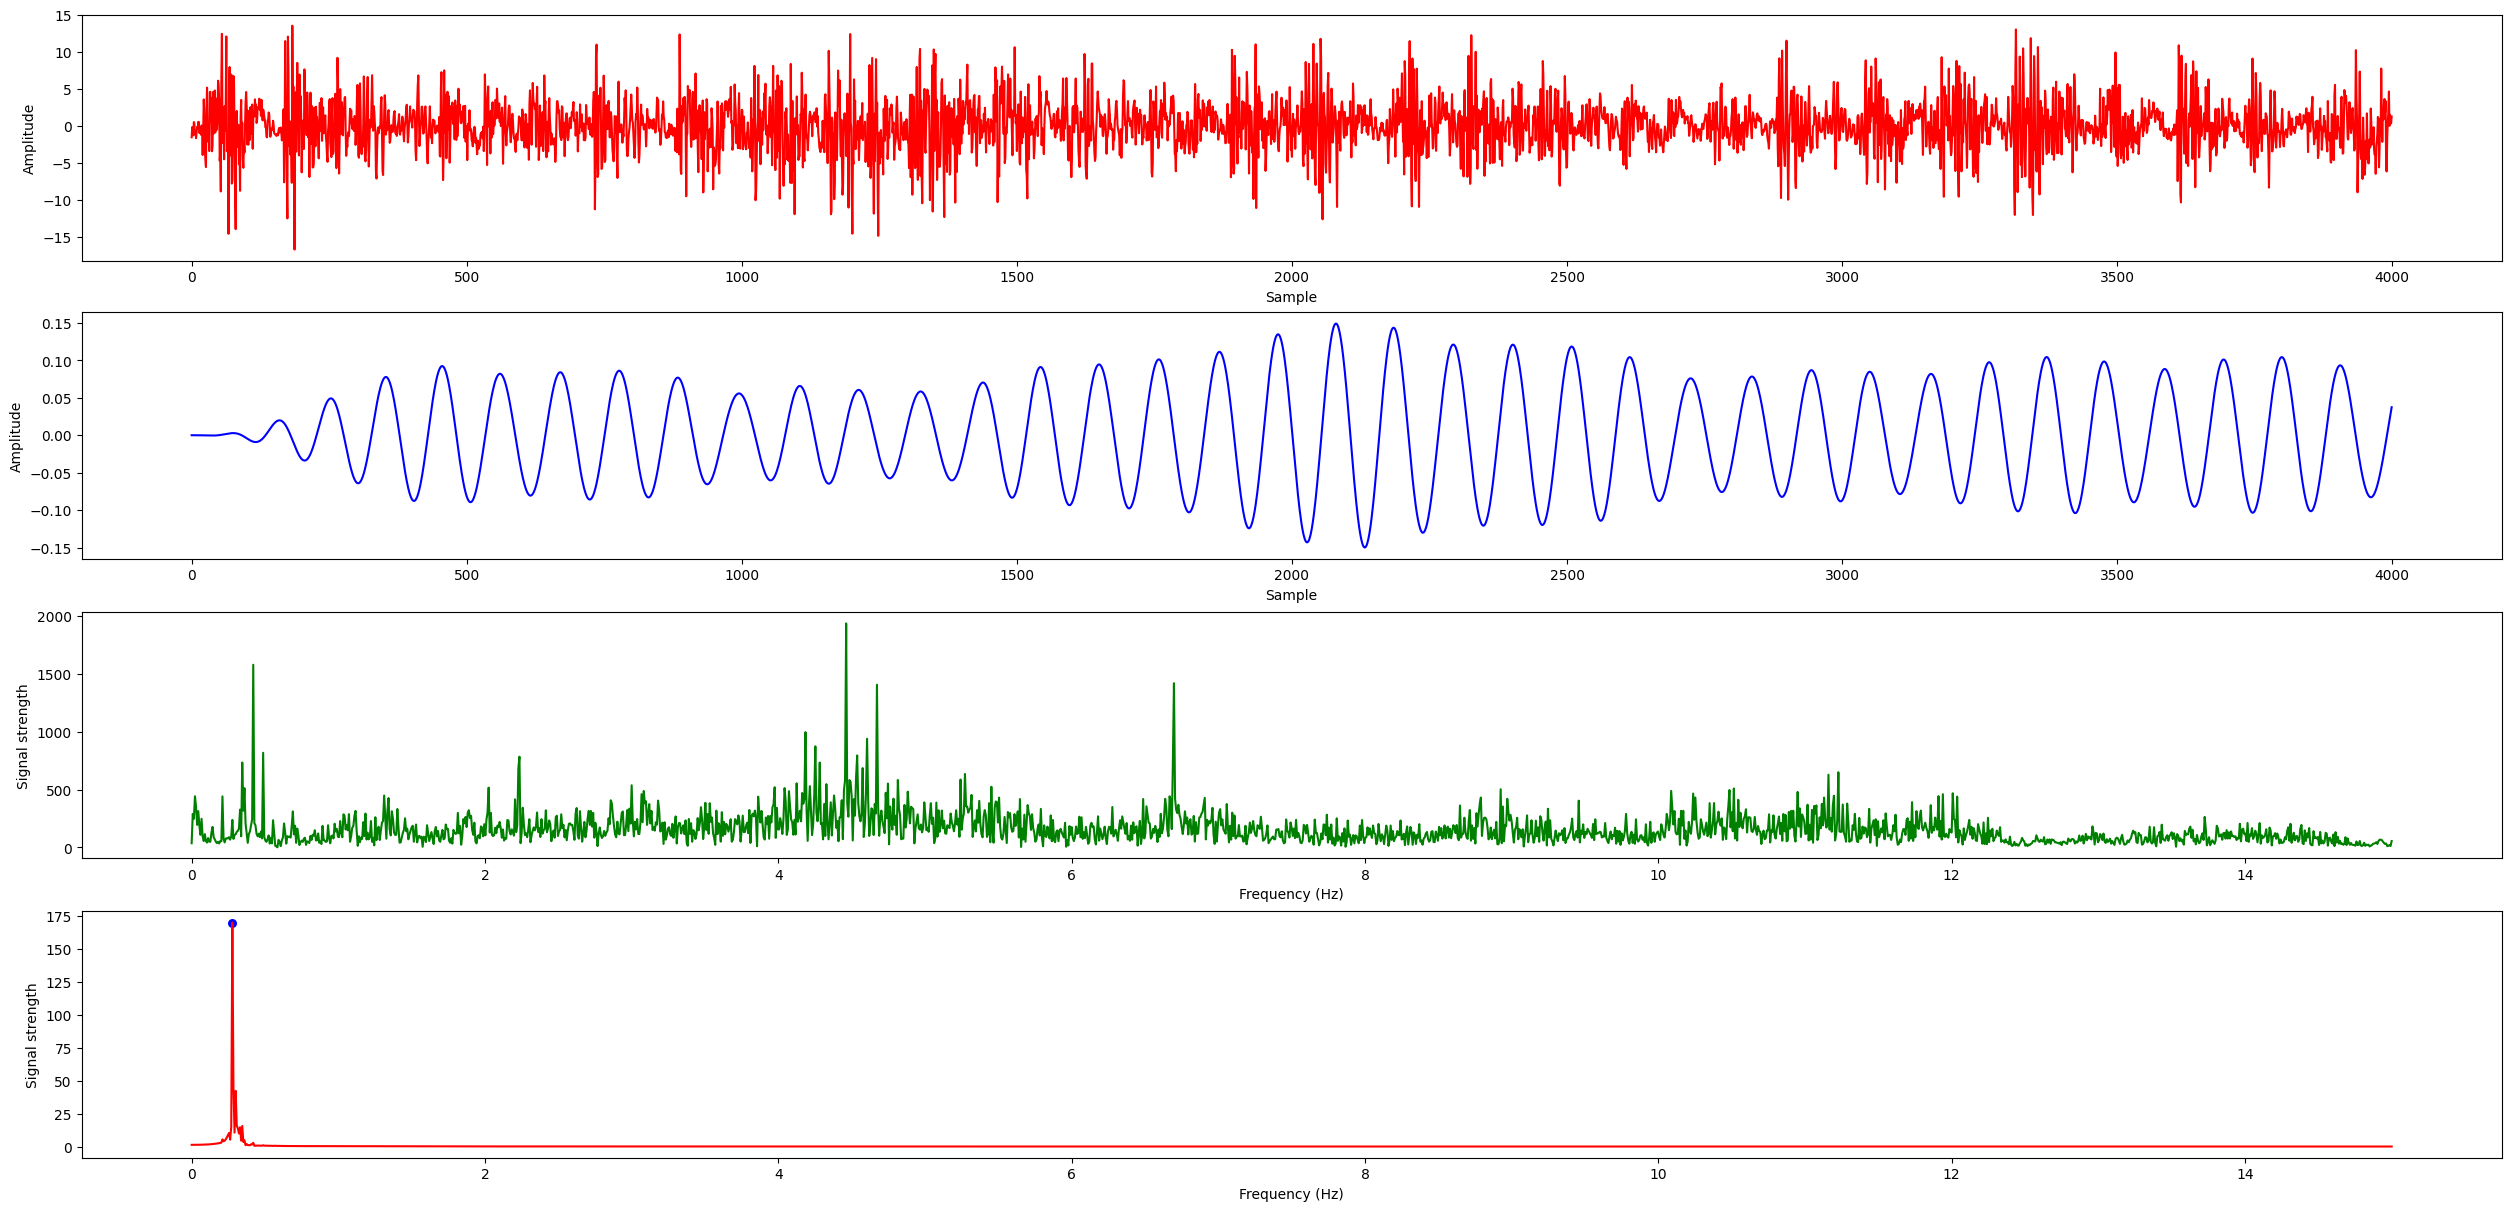 15
10
5
0
−5
−10
−15
Amplitude
0 500 1000 1500 2000 2500 3000 3500 4000
Sample
0.15
0.10
0.05
0.00
−0.05
−0.10
−0.15
Amplitude
0 500 1000 1500 2000 2500 3000 3500 4000
Sample
2000
1500
1000
500
0
Signal strength
0 2 4 6 8 10 12 14
Frequency (Hz)
175
150
125
100
75
50
25
0
Signal strength
0 2 4 6 8 10 12 14
Frequency (Hz)